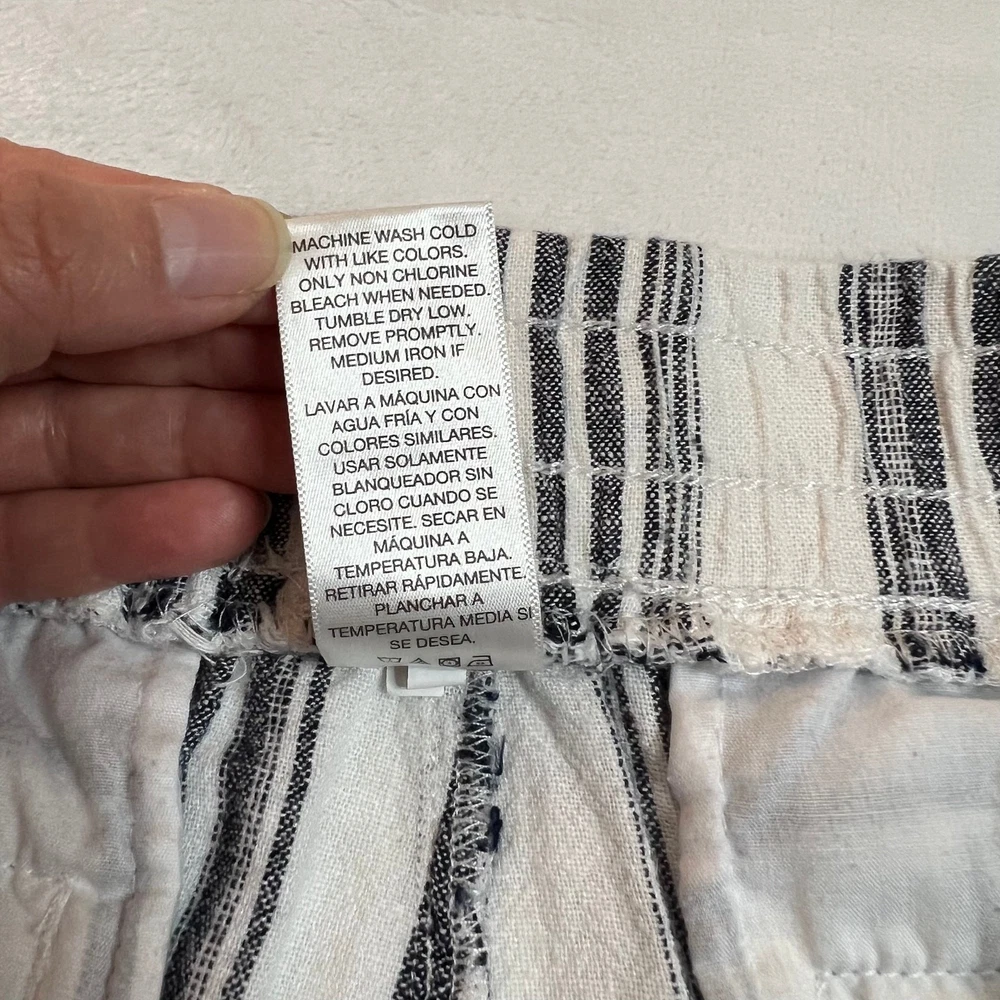 MACHINE WASH COLD
WITH LIKE COLORS.
ONLY NON CHLORINE
BLEACH WHEN NEEDED.
TUMBLE DRY LOW.
REMOVE PROMPTLY.
MEDIUM IRON IF
DESIRED.
LAVAR A MÁQUINA CON
AGUA FRÍA Y CON
COLORES SIMILARES.
USAR SOLAMENTE
BLANQUEADOR SIN
CLORO CUANDO SE
NECESITE. SECAR EN
MÁQUINA A
TEMPERATURA BAJA.
RETIRAR RÁPIDAMENTE.
PLANCHAR A
TEMPERATURA MEDIA SI
SE DESEA.